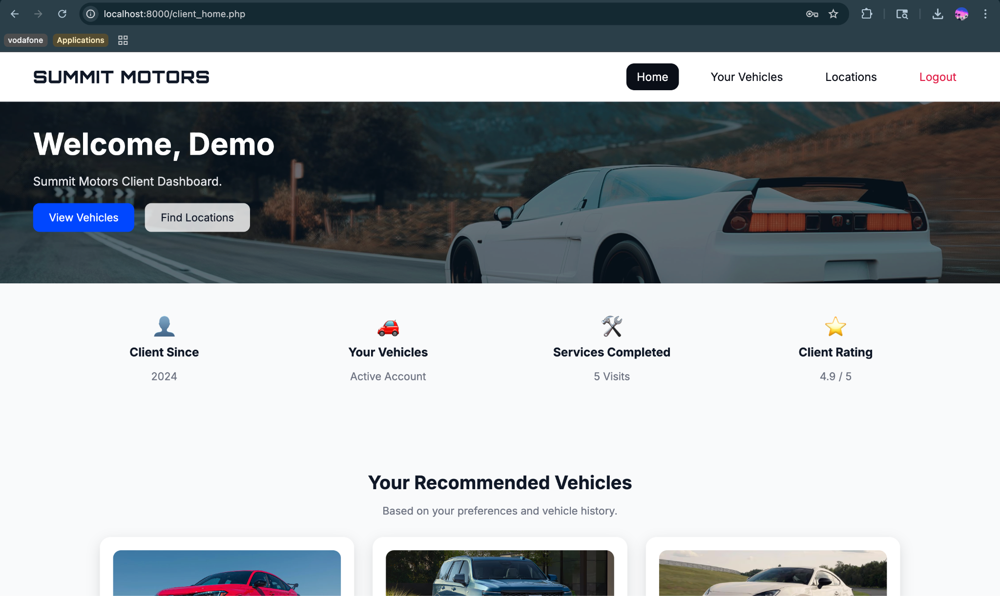 localhost:8000/client_home.php
vodafone Applications
SUMMIT MOTORS Home Your Vehicles Locations Logout
Welcome, Demo
Summit Motors Client Dashboard.
View Vehicles Find Locations
Client Since Your Vehicles Services Completed Client Rating
2024 Active Account 5 Visits 4.9 / 5
Your Recommended Vehicles
Based on your preferences and vehicle history.